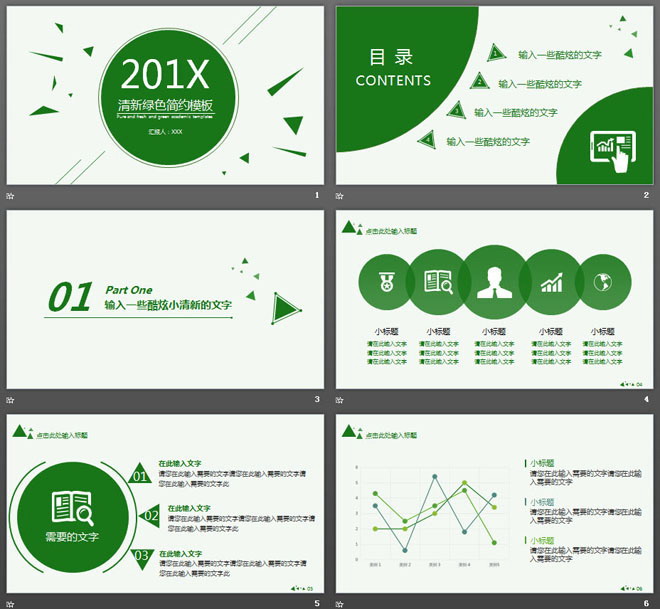 201X
清新绿色简约模板
Pure and fresh and green academic templates
汇报人：XXX
1
目 录
CONTENTS
1
输入一些酷炫的文字
2
输入一些酷炫的文字
3
输入一些酷炫的文字
4
输入一些酷炫的文字
2
01
Part One
输入一些酷炫小清新的文字
3
点击此处输入标题
小标题 小标题 小标题 小标题 小标题
请在此输入文字 请在此输入文字 请在此输入文字 请在此输入文字 请在此输入文字
请在此输入文字 请在此输入文字 请在此输入文字 请在此输入文字 请在此输入文字
请在此输入文字 请在此输入文字 请在此输入文字 请在此输入文字 请在此输入文字
04
4
点击此处输入标题
需要的文字
01
在此输入文字
请您在此输入需要的文字请您在此输入需要的文字请
您在此输入需要的文字此
02
在此输入文字
请您在此输入需要的文字请您在此输入需要的文字请
您在此输入需要的文字此
03
在此输入文字
请您在此输入需要的文字请您在此输入需要的文字请
您在此输入需要的文字此
05
5
点击此处输入标题
6
5
4
3
2
1
0
类别 1 类别 2 类别 3 类别 4 类别5
小标题
请您在此输入需要的文字请您在此输
入需要的文字
小标题
请您在此输入需要的文字请您在此输
入需要的文字
小标题
请您在此输入需要的文字请您在此输
入需要的文字
06
6